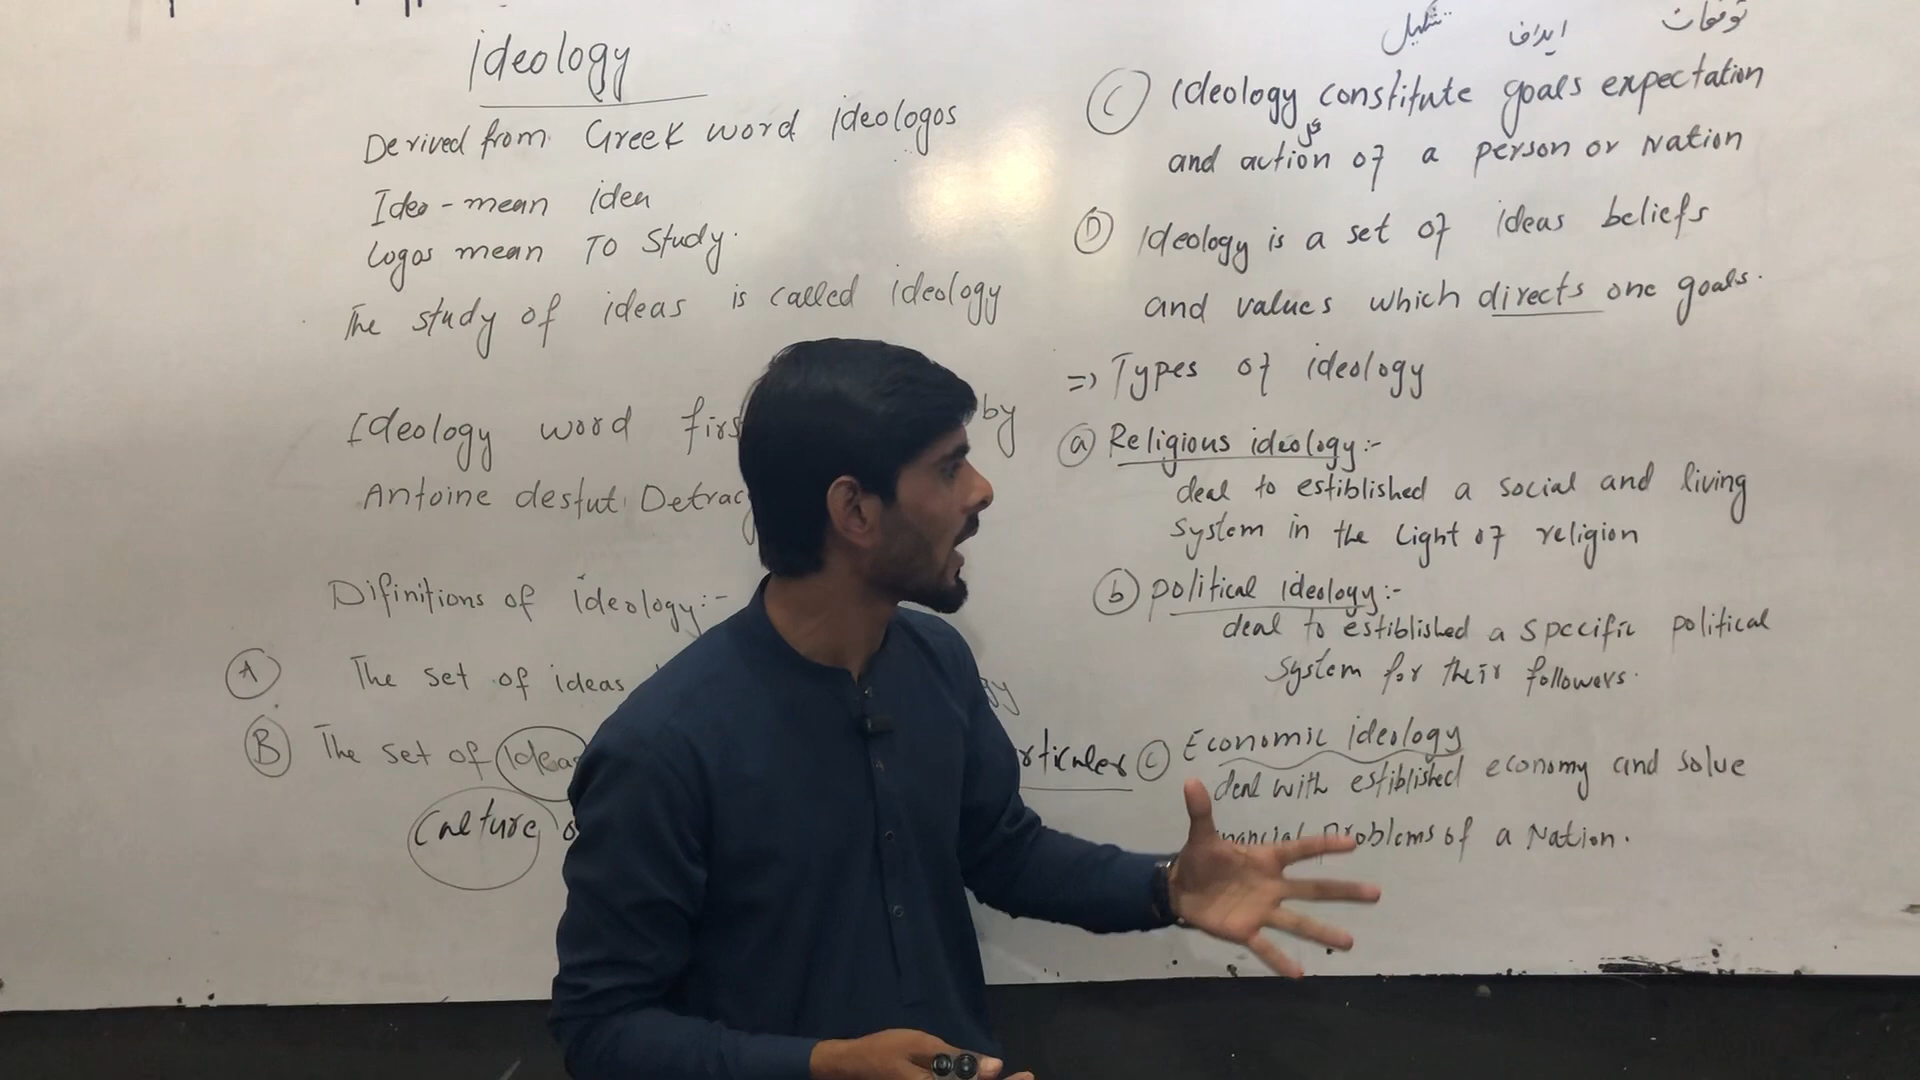 Ideology
Derived from Greek word ideologos
Ideo - mean idea
Logos mean To Study.
The study of ideas is called ideology
Ideology word by
Antoine destut Detracy
Difinitions of ideology:-
A The set of ideas
B The set of Ideas
Culture
تشکیل اہداف توقعات
C Ideology constitute goals expectation
and action of a person or Nation
D Ideology is a set of ideas beliefs
and values which directs one goals.
=> Types of ideology
a Religious ideology:-
deal to estiblished a social and living
system in the Light of religion
b political ideology:-
deal to estiblished a specific political
system for their followers.
c Economic ideology
deal with estiblished economy and solve
problems of a Nation.